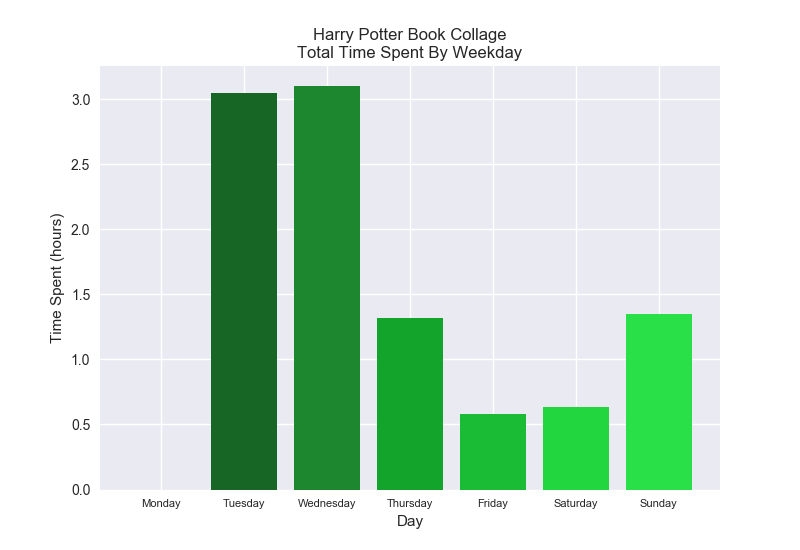 Harry Potter Book Collage
Total Time Spent By Weekday
Time Spent (hours)
3.0
2.5
2.0
1.5
1.0
0.5
0.0
Monday Tuesday Wednesday Thursday Friday Saturday Sunday
Day